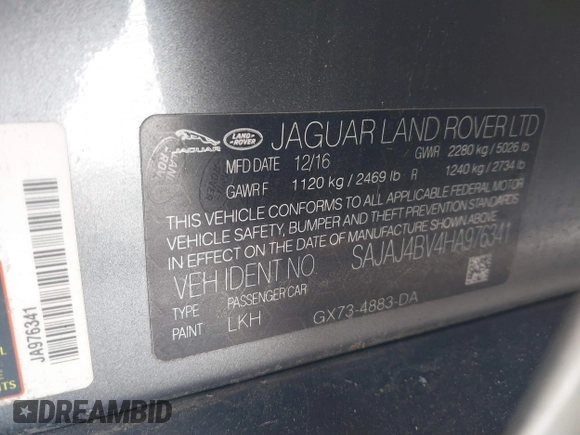 JAGUAR
LAND-
ROVER
JAGUAR LAND ROVER LTD
MFD DATE 12/16 GWR 2280 kg / 5026 lb
GAWR F 1120 kg / 2469 lb R 1240 kg / 2734 lb
THIS VEHICLE CONFORMS TO ALL APPLICABLE FEDERAL MOTOR
VEHICLE SAFETY, BUMPER AND THEFT PREVENTION STANDARDS
IN EFFECT ON THE DATE OF MANUFACTURE SHOWN ABOVE.
VEH IDENT NO SAJAJ4BV4HA976341
TYPE PASSENGER CAR
PAINT LKH GX73-4883-DA
JA976341
DREAMBID